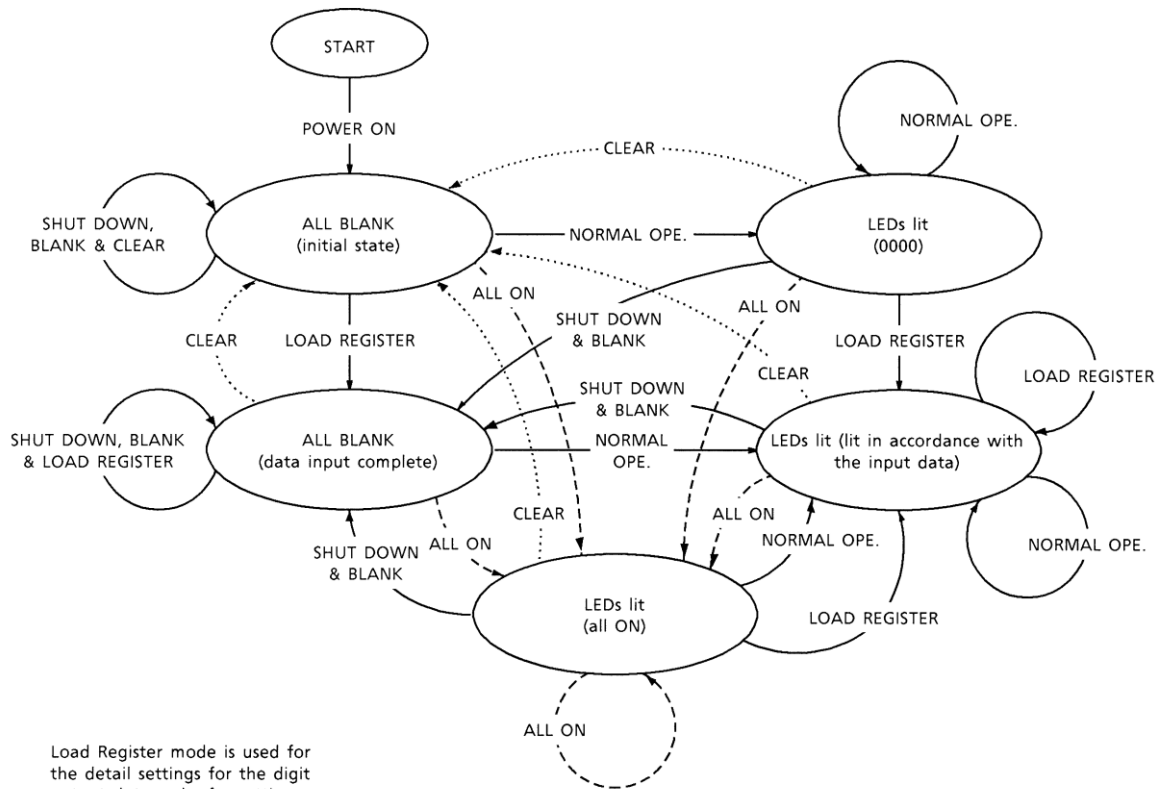 START
POWER ON
NORMAL OPE.
CLEAR
SHUT DOWN,
BLANK & CLEAR
ALL BLANK
(initial state)
NORMAL OPE.
LEDs lit
(0000)
ALL ON
ALL ON
SHUT DOWN
& BLANK
CLEAR
LOAD REGISTER
LOAD REGISTER
CLEAR
LOAD REGISTER
SHUT DOWN
& BLANK
SHUT DOWN, BLANK
& LOAD REGISTER
ALL BLANK
(data input complete)
NORMAL
OPE.
LEDs lit (lit in accordance with
the input data)
CLEAR
ALL ON
ALL ON
SHUT DOWN
& BLANK
NORMAL OPE.
NORMAL OPE.
LEDs lit
(all ON)
LOAD REGISTER
ALL ON
Load Register mode is used for
the detail settings for the digit